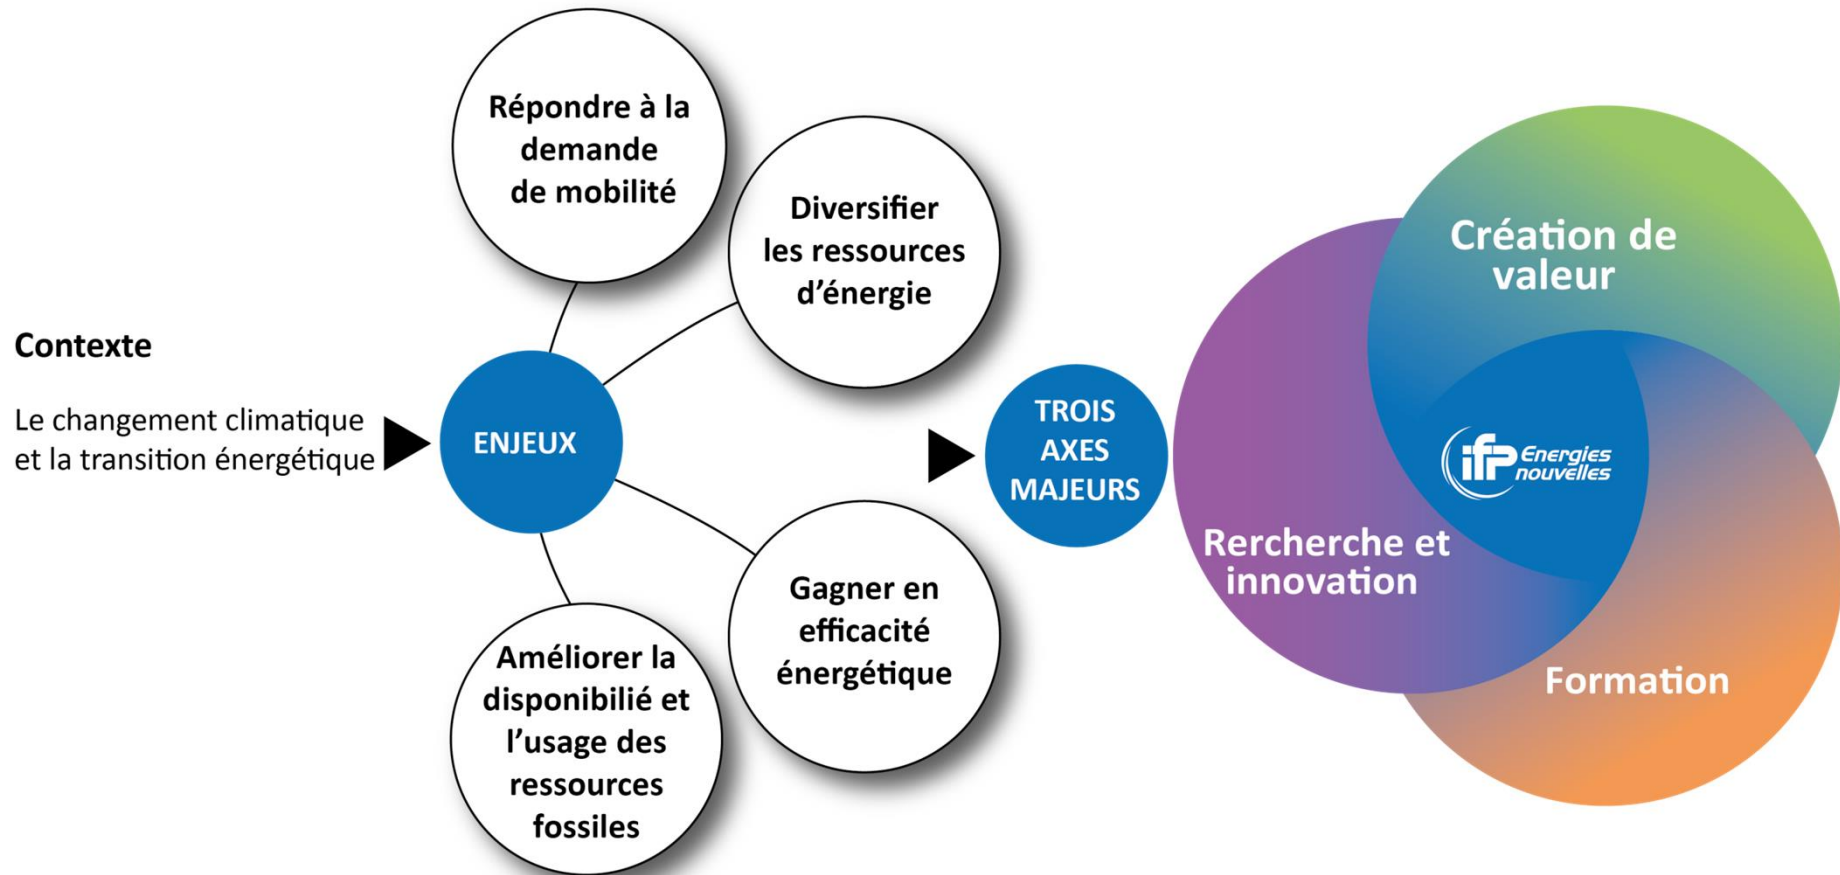 Contexte
Le changement climatique
et la transition énergétique
ENJEUX
Répondre à la
demande
de mobilité
Diversifier
les ressources
d’énergie
Gagner en
efficacité
énergétique
Améliorer la
disponibilié et
l’usage des
ressources
fossiles
TROIS
AXES
MAJEURS
Création de
valeur
Rercherche et
innovation
Formation
ifp Energies
nouvelles